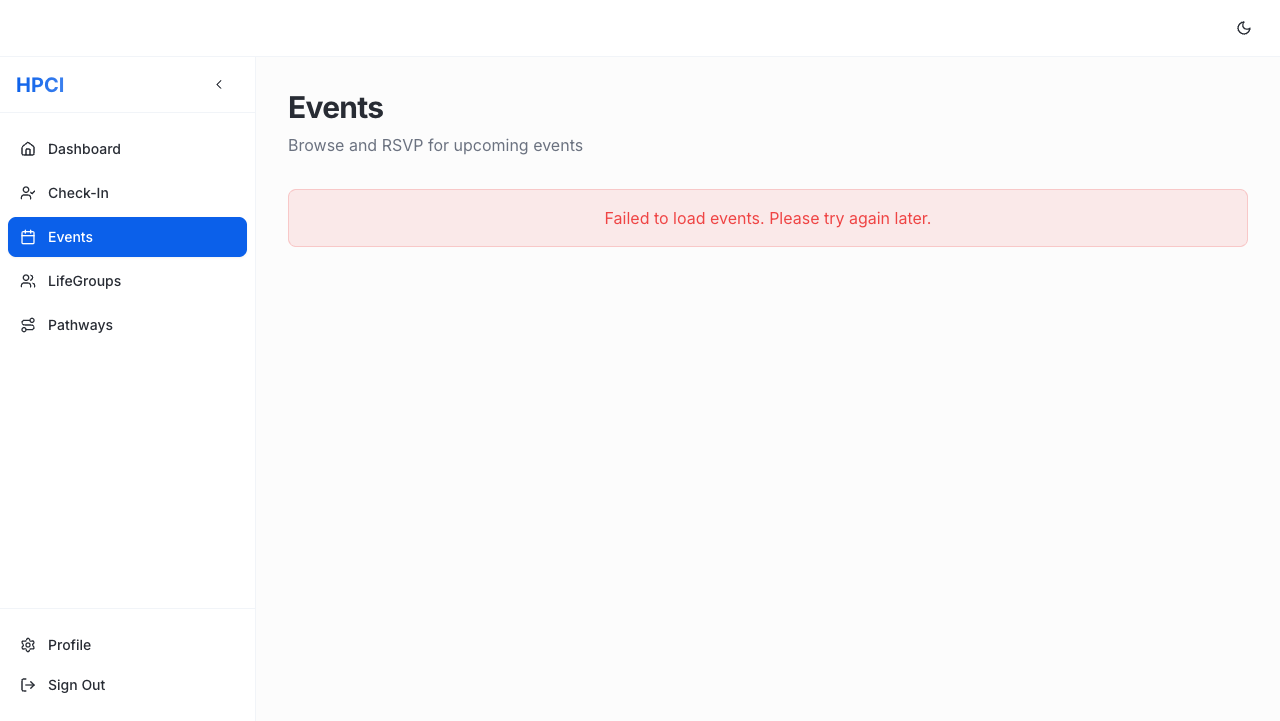 HPCI
Dashboard
Check-In
Events
LifeGroups
Pathways
Profile
Sign Out
Events
Browse and RSVP for upcoming events
Failed to load events. Please try again later.